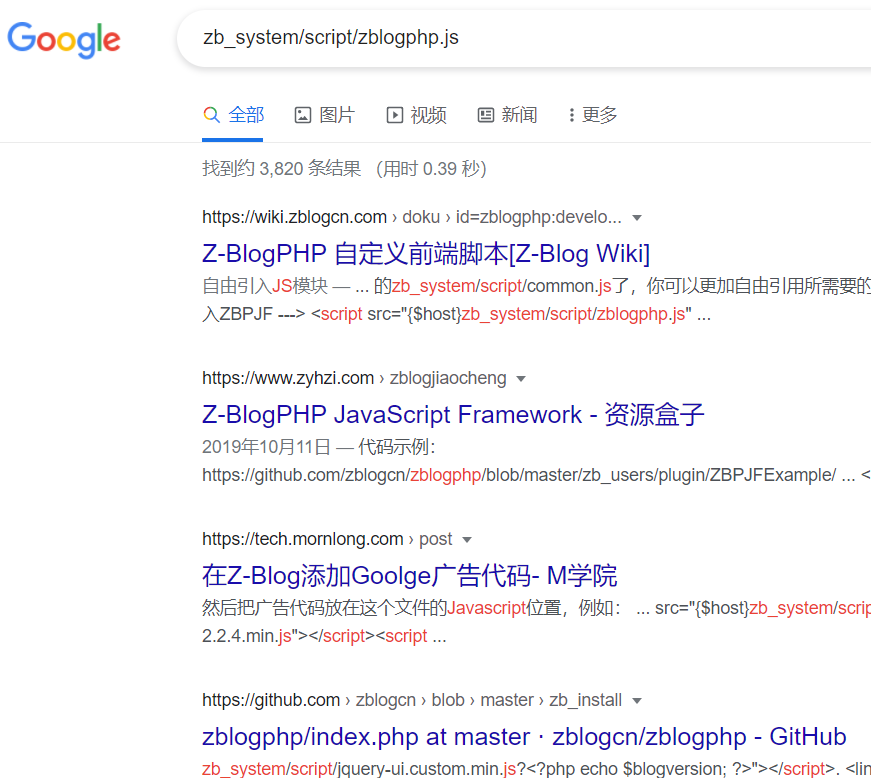 Google
zb_system/script/zblogphp.js
全部 图片 视频 新闻 更多
找到约 3,820 条结果 （用时 0.39 秒）
https://wiki.zblogcn.com › doku › id=zblogphp:develo...
Z-BlogPHP 自定义前端脚本[Z-Blog Wiki]
自由引入JS模块 — ... 的zb_system/script/common.js了，你可以更加自由引用所需要的
入ZBPJF ---> <script src="{$host}zb_system/script/zblogphp.js" ...
https://www.zyhzi.com › zblogjiaocheng
Z-BlogPHP JavaScript Framework - 资源盒子
2019年10月11日 — 代码示例：
https://github.com/zblogcn/zblogphp/blob/master/zb_users/plugin/ZBPJFExample/ ... <
https://tech.mornlong.com › post
在Z-Blog添加Goolge广告代码- M学院
然后把广告代码放在这个文件的Javascript位置，例如： ... src="{$host}zb_system/scrip
2.2.4.min.js"></script><script ...
https://github.com › zblogcn › blob › master › zb_install
zblogphp/index.php at master · zblogcn/zblogphp - GitHub
zb_system/script/jquery-ui.custom.min.js?<?php echo $blogversion; ?>"></script>. <lin